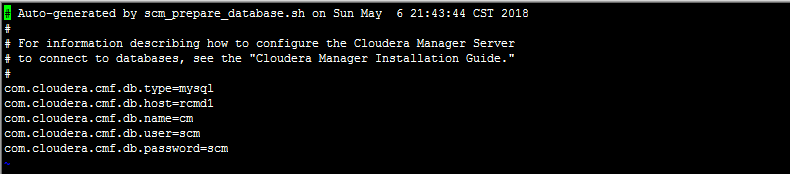 # Auto-generated by scm_prepare_database.sh on Sun May  6 21:43:44 CST 2018
#
# For information describing how to configure the Cloudera Manager Server
# to connect to databases, see the "Cloudera Manager Installation Guide."
#
com.cloudera.cmf.db.type=mysql
com.cloudera.cmf.db.host=rcmd1
com.cloudera.cmf.db.name=cm
com.cloudera.cmf.db.user=scm
com.cloudera.cmf.db.password=scm
~